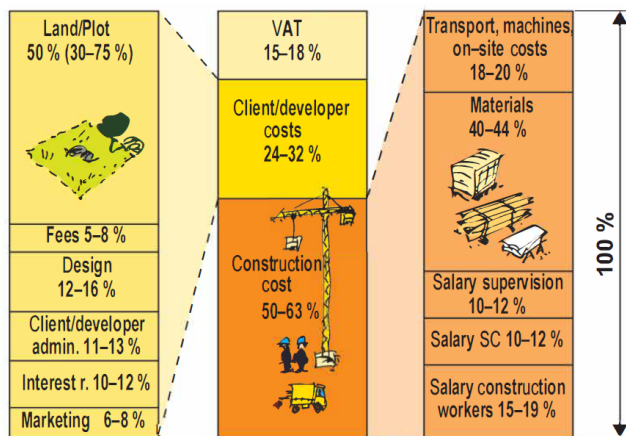 Land/Plot
50 % (30–75 %)
Fees 5–8 %
Design
12–16 %
Client/developer
admin. 11–13 %
Interest r. 10–12 %
Marketing 6–8 %
VAT
15–18 %
Client/developer
costs
24–32 %
Construction
cost
50–63 %
Transport, machines,
on–site costs
18–20 %
Materials
40–44 %
Salary supervision
10–12 %
Salary SC 10–12 %
Salary construction
workers 15–19 %
100 %